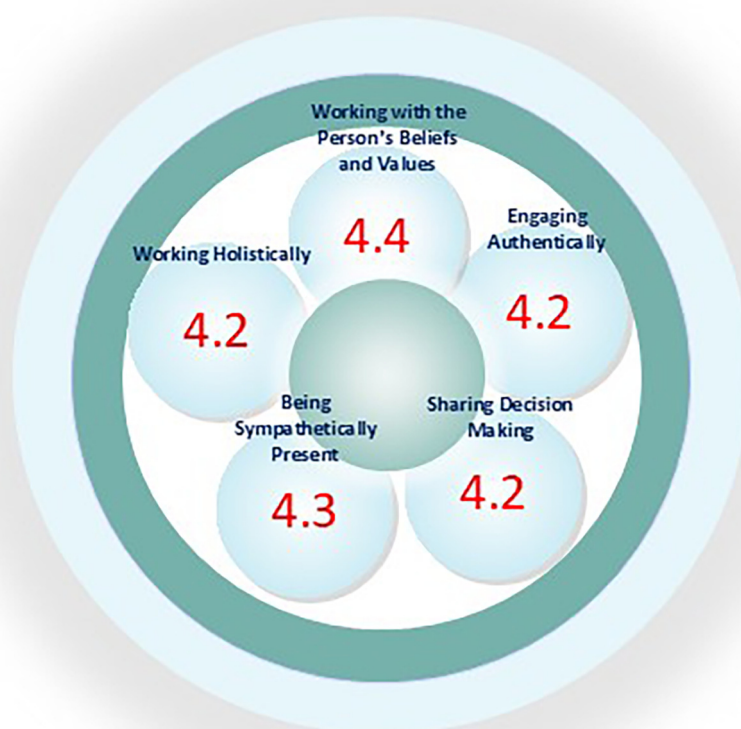 Working with the
Person's Beliefs
and Values
4.4
Engaging
Authentically
4.2
Working Holistically
4.2
Being
Sympathetically
Present
4.3
Sharing Decision
Making
4.2